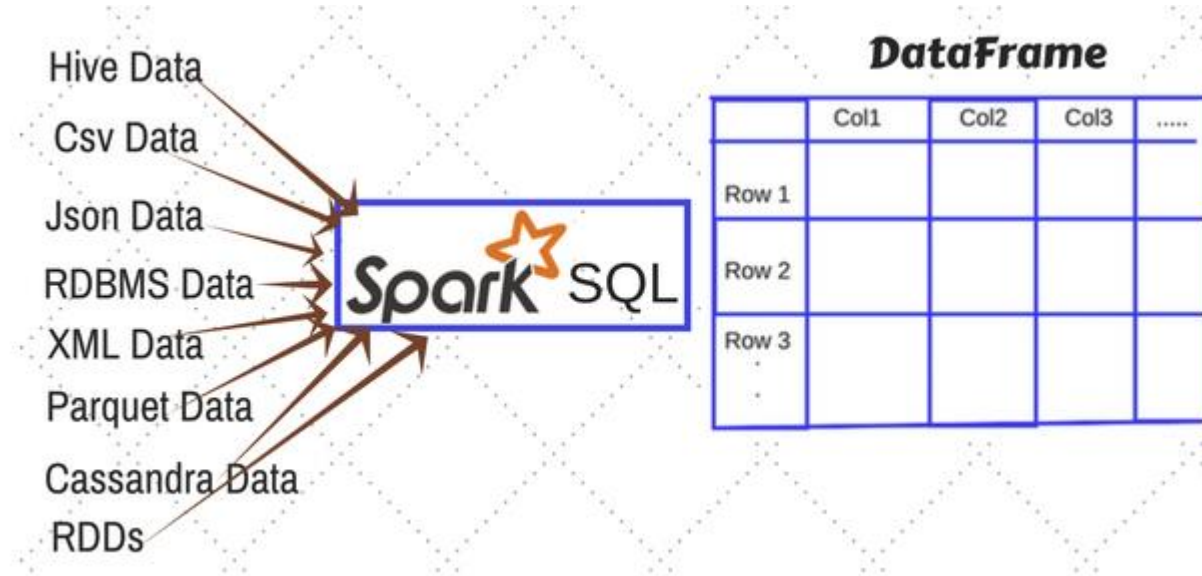 Hive Data
Csv Data
Json Data
RDBMS Data
XML Data
Parquet Data
Cassandra Data
RDDs
Spark SQL
DataFrame
Col1 Col2 Col3 .....
Row 1
Row 2
Row 3
.
.